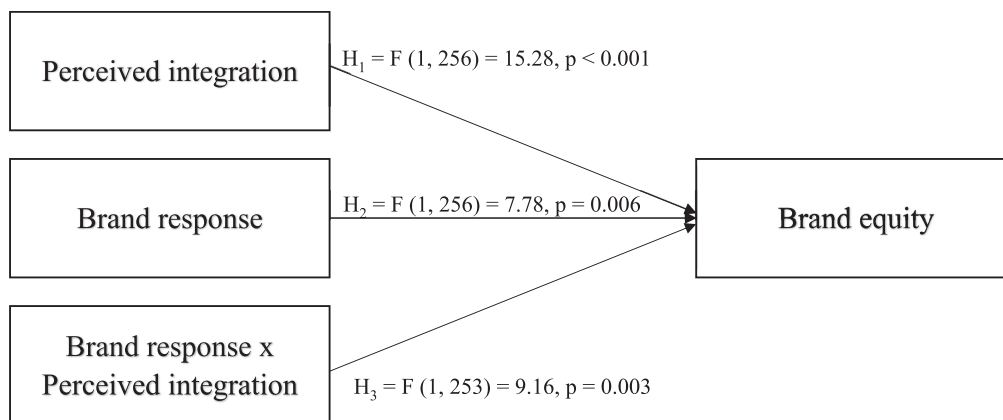 Perceived integration
H₁ = F (1, 256) = 15.28, p < 0.001
Brand response
H₂ = F (1, 256) = 7.78, p = 0.006
Brand equity
Brand response x
Perceived integration
H₃ = F (1, 253) = 9.16, p = 0.003